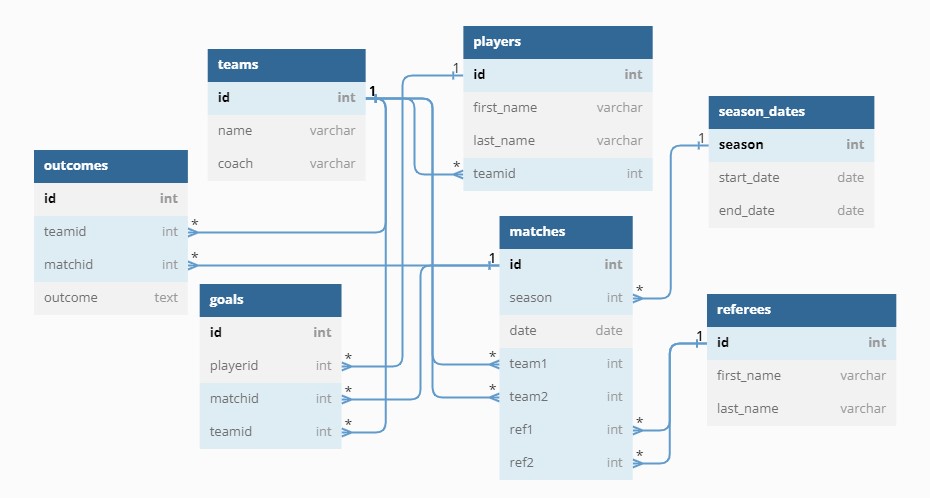 teams
id int
name varchar
coach varchar
players
id int
first_name varchar
last_name varchar
teamid int
season_dates
season int
start_date date
end_date date
outcomes
id int
teamid int
matchid int
outcome text
goals
id int
playerid int
matchid int
teamid int
matches
id int
season int
date date
team1 int
team2 int
ref1 int
ref2 int
referees
id int
first_name varchar
last_name varchar
1
1
*
1
*
*
1
*
1
*
*
*
*
*
*
*